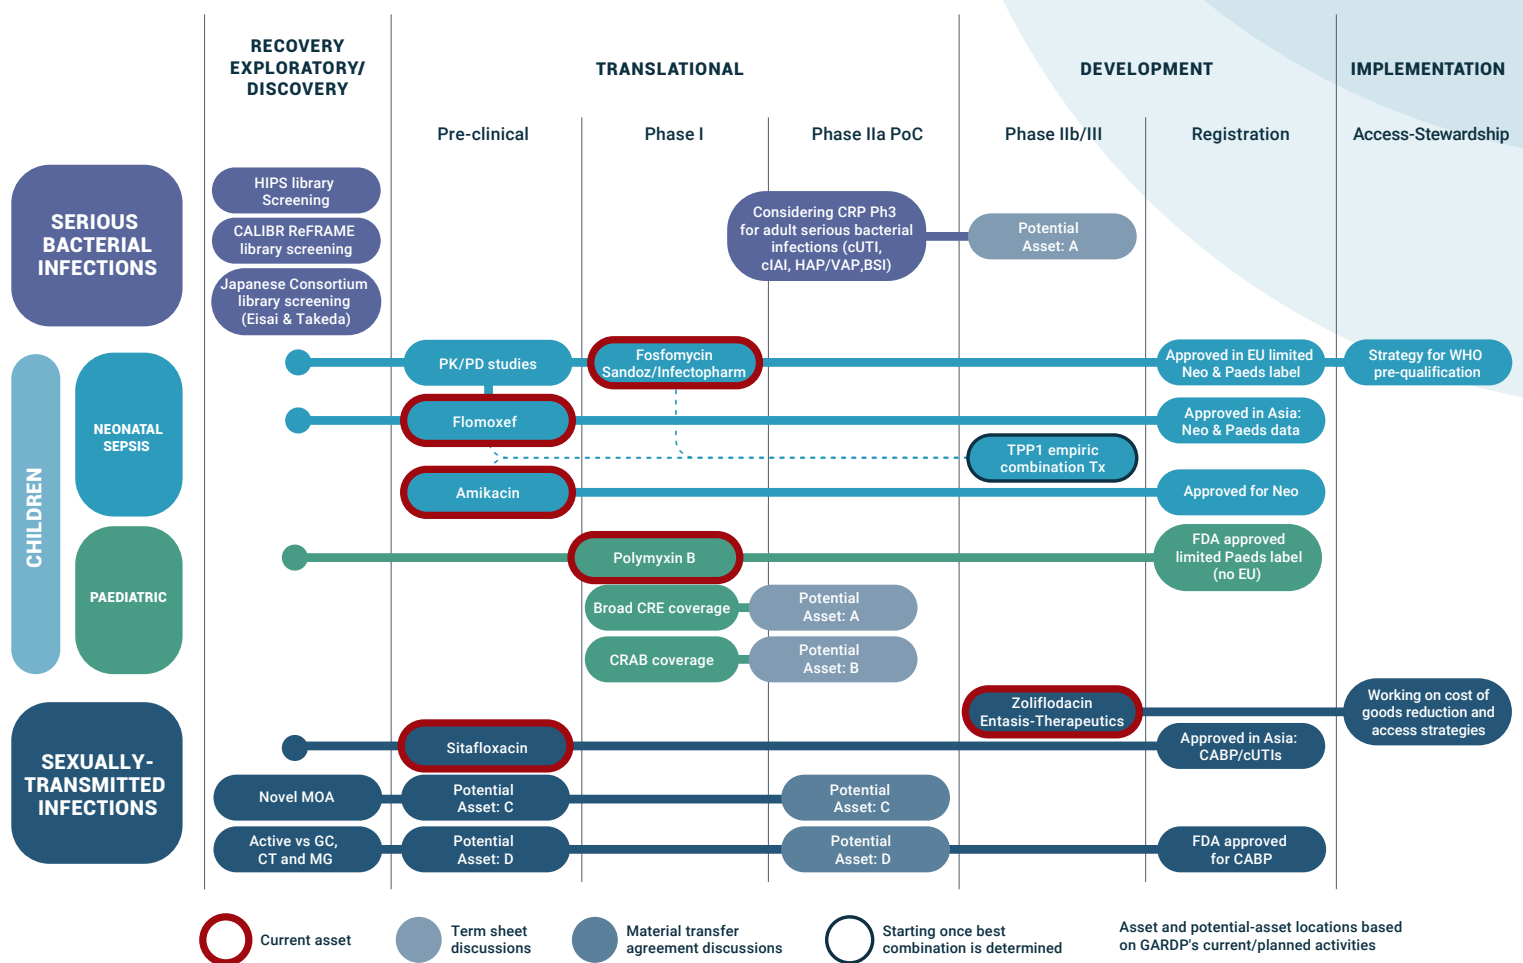 RECOVERY
EXPLORATORY/
DISCOVERY
TRANSLATIONAL
DEVELOPMENT
IMPLEMENTATION
Pre-clinical
Phase I
Phase IIa PoC
Phase IIb/III
Registration
Access-Stewardship
SERIOUS
BACTERIAL
INFECTIONS
HIPS library
Screening
CALIBR ReFRAME
library screening
Japanese Consortium
library screening
(Eisai & Takeda)
Considering CRP Ph3
for adult serious bacterial
infections (cUTI,
cIAI, HAP/VAP,BSI)
Potential
Asset: A
CHILDREN
NEONATAL
SEPSIS
PK/PD studies
Fosfomycin
Sandoz/Infectopharm
Approved in EU limited
Neo & Paeds label
Strategy for WHO
pre-qualification
Flomoxef
Approved in Asia:
Neo & Paeds data
TPP1 empiric
combination Tx
Amikacin
Approved for Neo
PAEDIATRIC
Polymyxin B
FDA approved
limited Paeds label
(no EU)
Broad CRE coverage
Potential
Asset: A
CRAB coverage
Potential
Asset: B
SEXUALLY-
TRANSMITTED
INFECTIONS
Zoliflodacin
Entasis-Therapeutics
Working on cost of
goods reduction and
access strategies
Sitafloxacin
Approved in Asia:
CABP/cUTIs
Novel MOA
Potential
Asset: C
Potential
Asset: C
Active vs GC,
CT and MG
Potential
Asset: D
Potential
Asset: D
FDA approved
for CABP
Current asset
Term sheet
discussions
Material transfer
agreement discussions
Starting once best
combination is determined
Asset and potential-asset locations based
on GARDP's current/planned activities